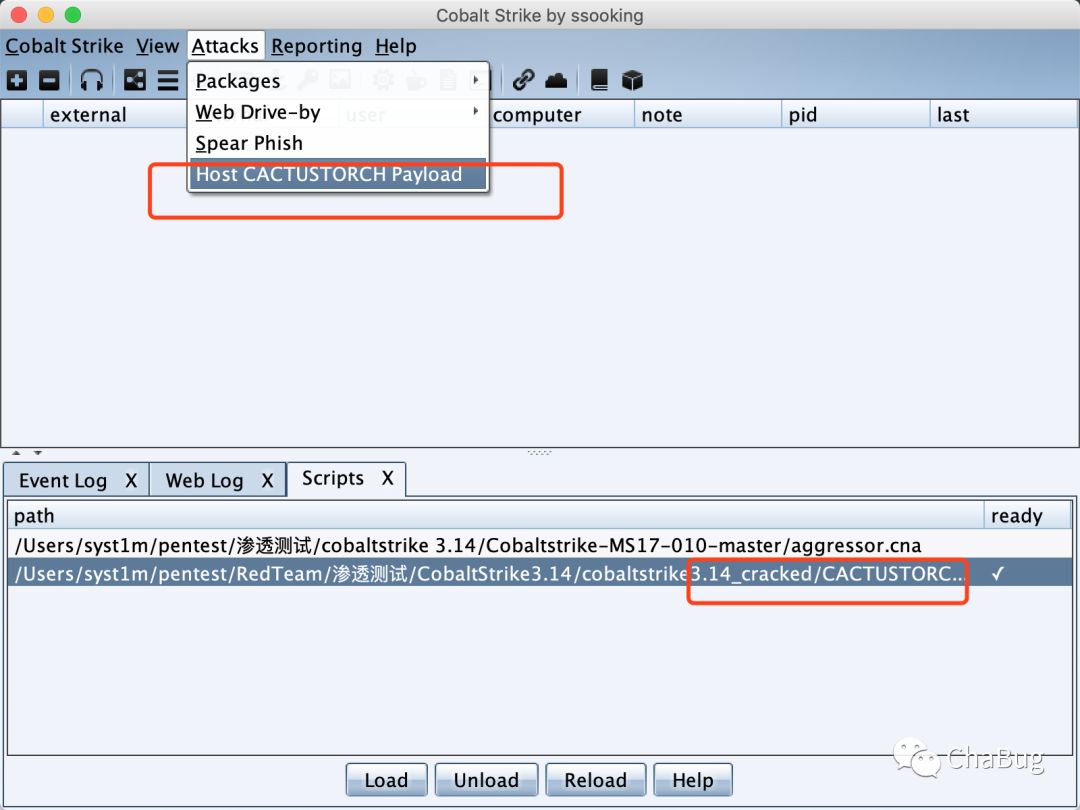 Cobalt Strike by ssooking
Cobalt Strike View Attacks Reporting Help
Packages
Web Drive-by
Spear Phish
Host CACTUSTORCH Payload
external user computer note pid last
Event Log X Web Log X Scripts X
path ready
/Users/syst1m/pentest/渗透测试/cobaltstrike 3.14/Cobaltstrike-MS17-010-master/aggressor.cna
/Users/syst1m/pentest/RedTeam/渗透测试/CobaltStrike3.14/cobaltstrike3.14_cracked/CACTUSTORC... ✓
Load Unload Reload Help
ChaBug